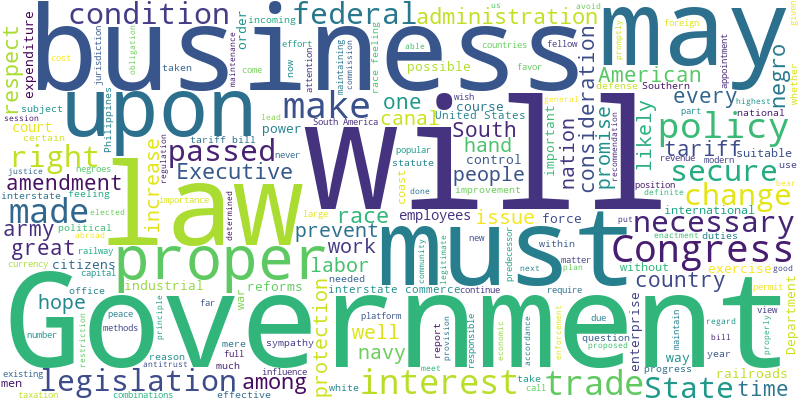 business
may
will
Government
law
must
upon
proper
Congress
condition
federal
administration
make
policy
secure
change
necessary
country
legislation
interest
trade
State
time
among
right
passed
Executive
amendment
made
army
great
hope
respect
expenditure
order
possible
consideration
American
every
negro
one
canal
South
nation
promise
likely
tariff
people
hand
power
course
court
increase
prevent
race
work
labor
protection
well
navy
issue
employees
force
enterprise
railroads
Department
way
without
exercise
international
suitable
United States
important
control
statute
reforms
industrial
citizens
political
interstate
feeling
subject
certain
session
incoming
effort
now
attention
maintaining
commission
race feeling
able
countries
favor
us
avoid
fellow
cost
obligation
jurisdiction
taken
maintenance
come
Philippines
tariff bill
never
lead
South America
popular
wish
done
improvement
coast
defense
foreign
promptly
general
part
Southern
appointment
highest
national
given
whether
revenue
modern
use
recommendation
position
definite
enactment
duties
bear
put
matter
within
new
predecessor
next
plan
require
continue
legitimate
community
interstate commerce
needed
war
office
capital
railway
abroad
currency
elected
importance
determined
regulation
justice
negroes
large
number
peace
methods
restriction
principle
far
reason
antitrust
mere
full
much
sympathy
influence
men
existing
taxation
combinations
effective
white
platform
report
provision
meet
responsible
economic
accordance
take
call
due
question
proposed
enforcement
maintain
regard
bill
year
view
properly
progress
good
permit